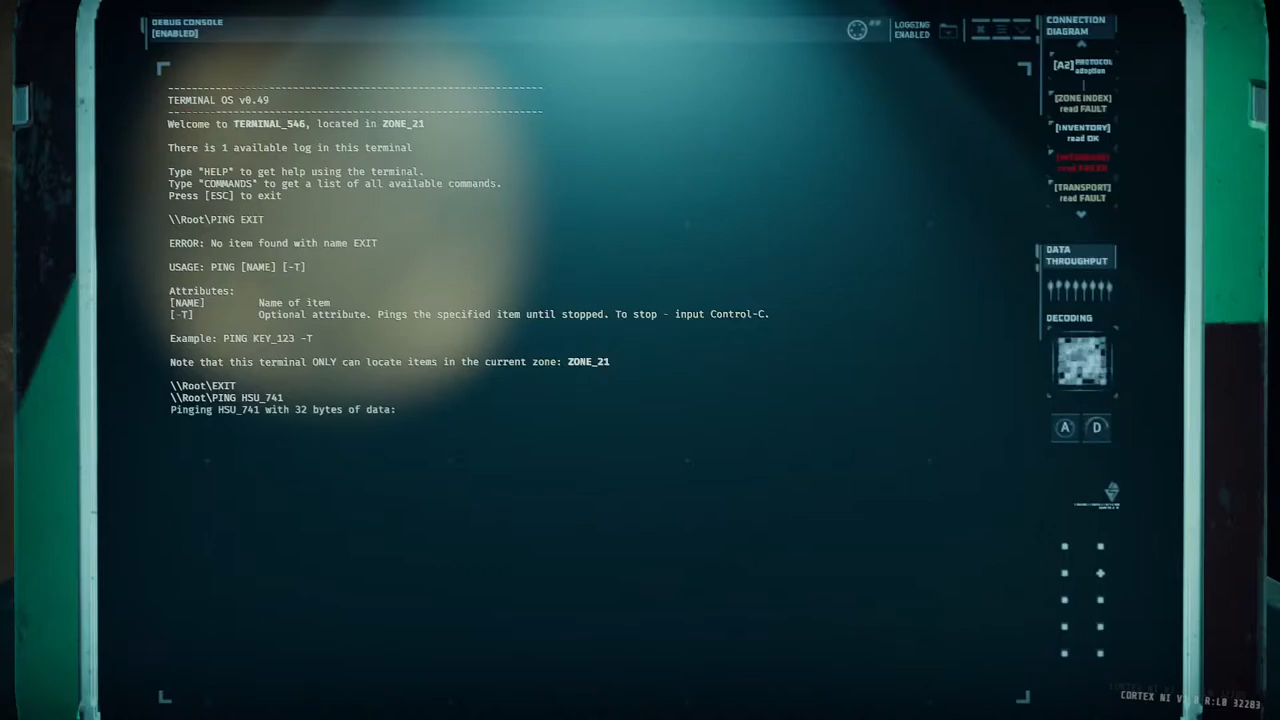 DEBUG CONSOLE
[ENABLED]
LOGGING
ENABLED
-----------------------------------------------------------------
TERMINAL OS v0.49
-----------------------------------------------------------------
Welcome to TERMINAL_546, located in ZONE_21
There is 1 available log in this terminal
Type "HELP" to get help using the terminal.
Type "COMMANDS" to get a list of all available commands.
Press [ESC] to exit
\\Root\PING EXIT
ERROR: No item found with name EXIT
USAGE: PING [NAME] [-T]
Attributes:
[NAME] Name of item
[-T] Optional attribute. Pings the specified item until stopped. To stop - input Control-C.
Example: PING KEY_123 -T
Note that this terminal ONLY can locate items in the current zone: ZONE_21
\\Root\EXIT
\\Root\PING HSU_741
Pinging HSU_741 with 32 bytes of data:
CONNECTION
DIAGRAM
[A2] PROTOCOL
adaption
[ZONE INDEX]
read FAULT
[INVENTORY]
read OK
[TRANSPORT]
read FAULT
DATA
THROUGHPUT
DECODING
A D
CORTEX NI R:L0 32283